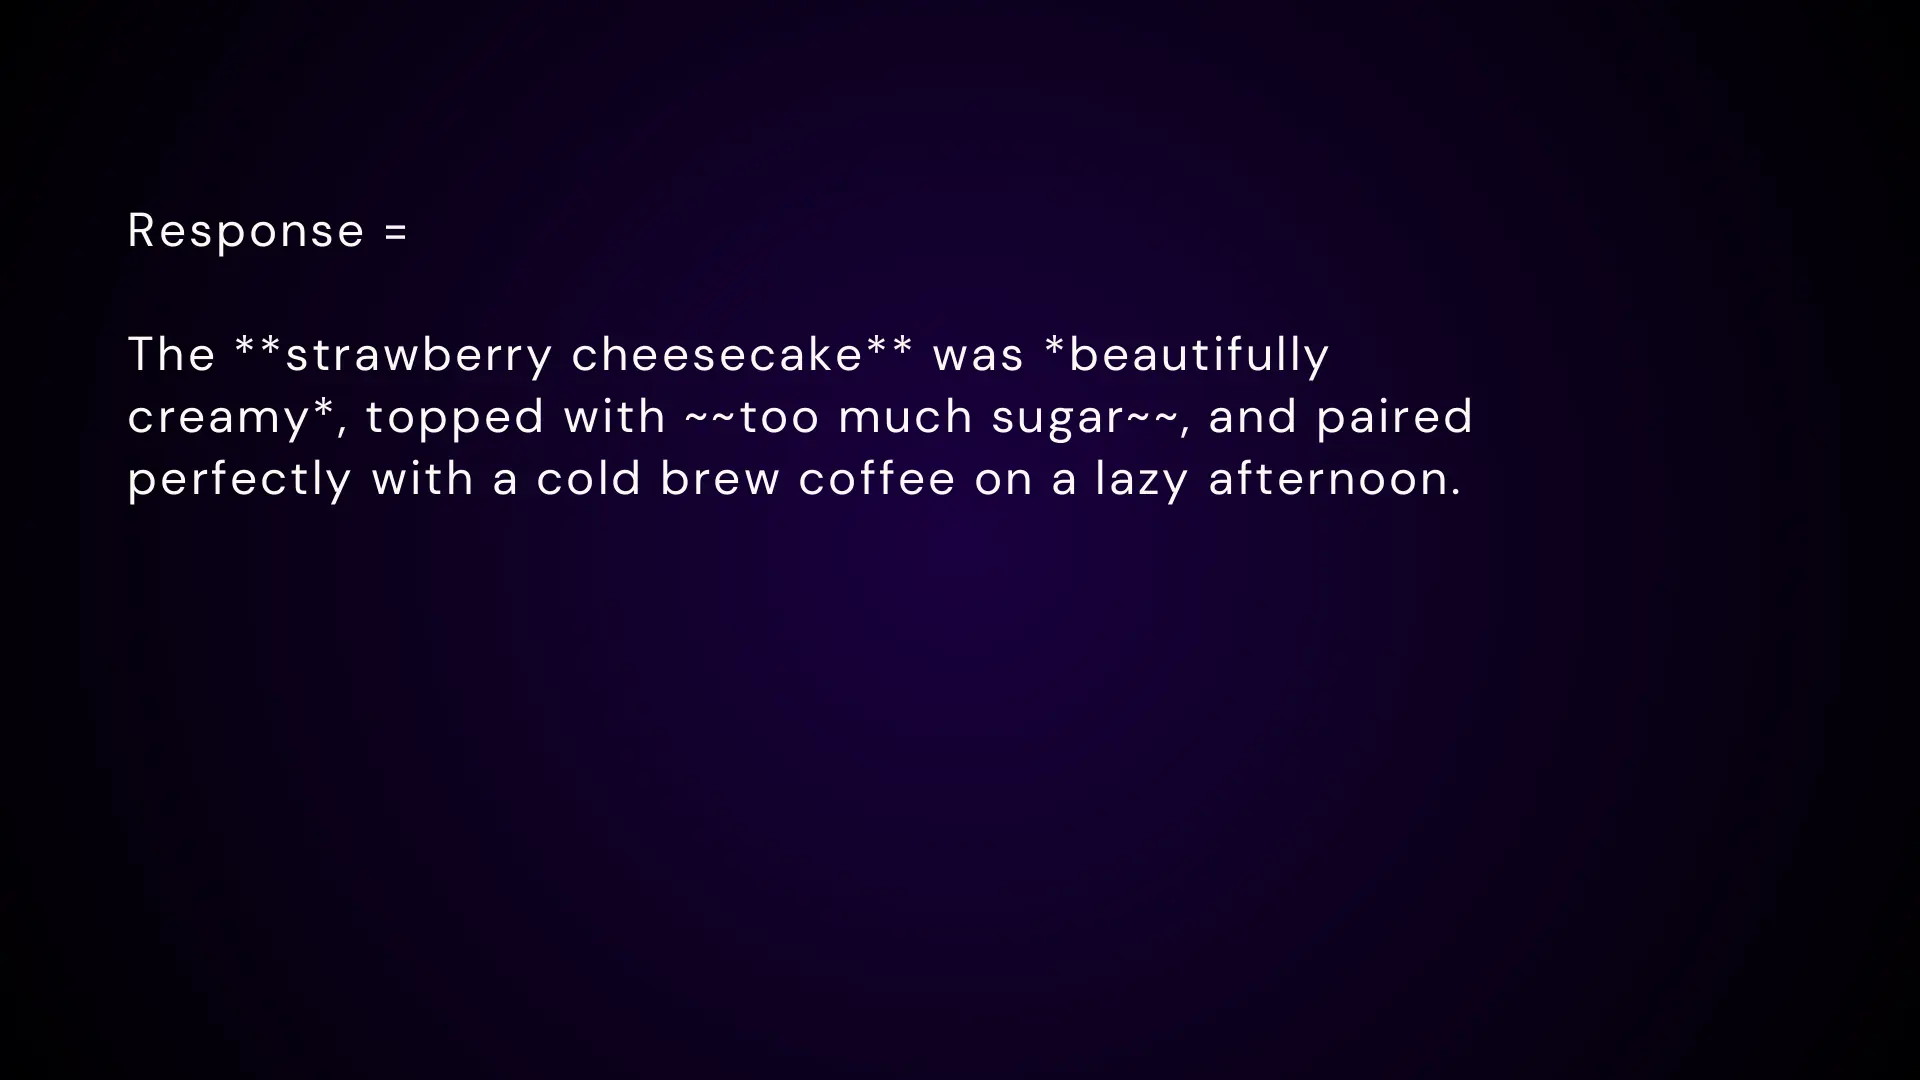 Response =
The **strawberry cheesecake** was *beautifully
creamy*, topped with ~~too much sugar~~, and paired
perfectly with a cold brew coffee on a lazy afternoon.